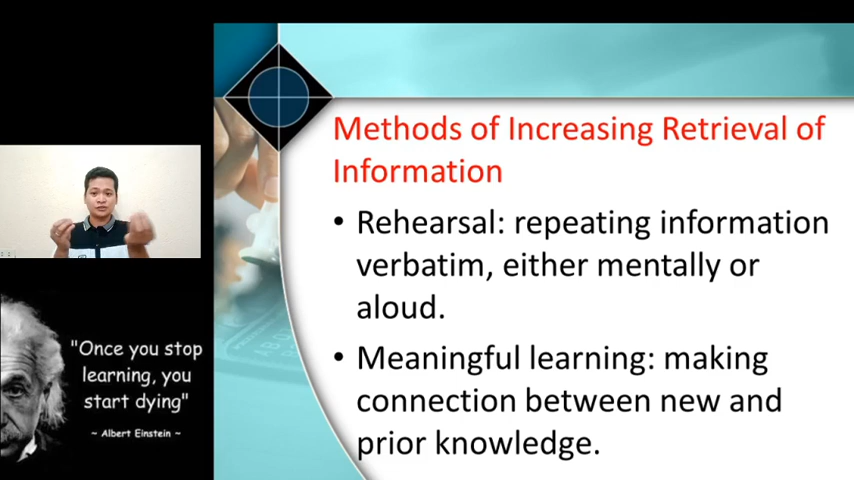 Methods of Increasing Retrieval of
Information
• Rehearsal: repeating information
verbatim, either mentally or
aloud.
• Meaningful learning: making
connection between new and
prior knowledge.
"Once you stop
learning, you
start dying"
~ Albert Einstein ~